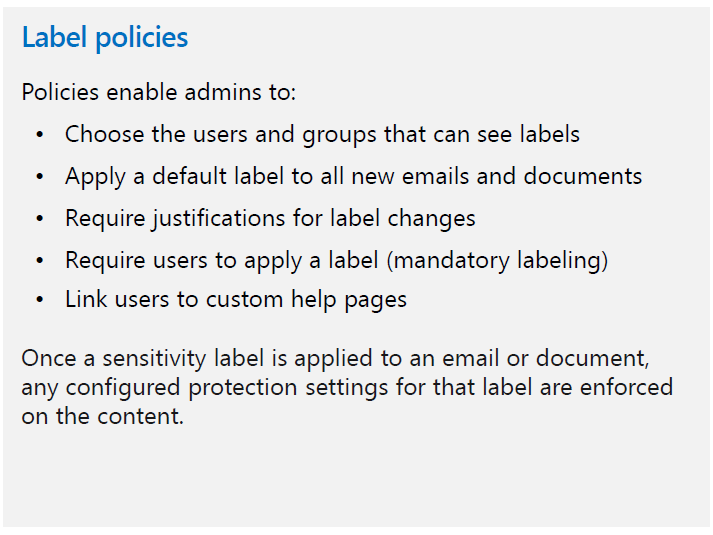 Label policies
Policies enable admins to:
• Choose the users and groups that can see labels
• Apply a default label to all new emails and documents
• Require justifications for label changes
• Require users to apply a label (mandatory labeling)
• Link users to custom help pages
Once a sensitivity label is applied to an email or document,
any configured protection settings for that label are enforced
on the content.